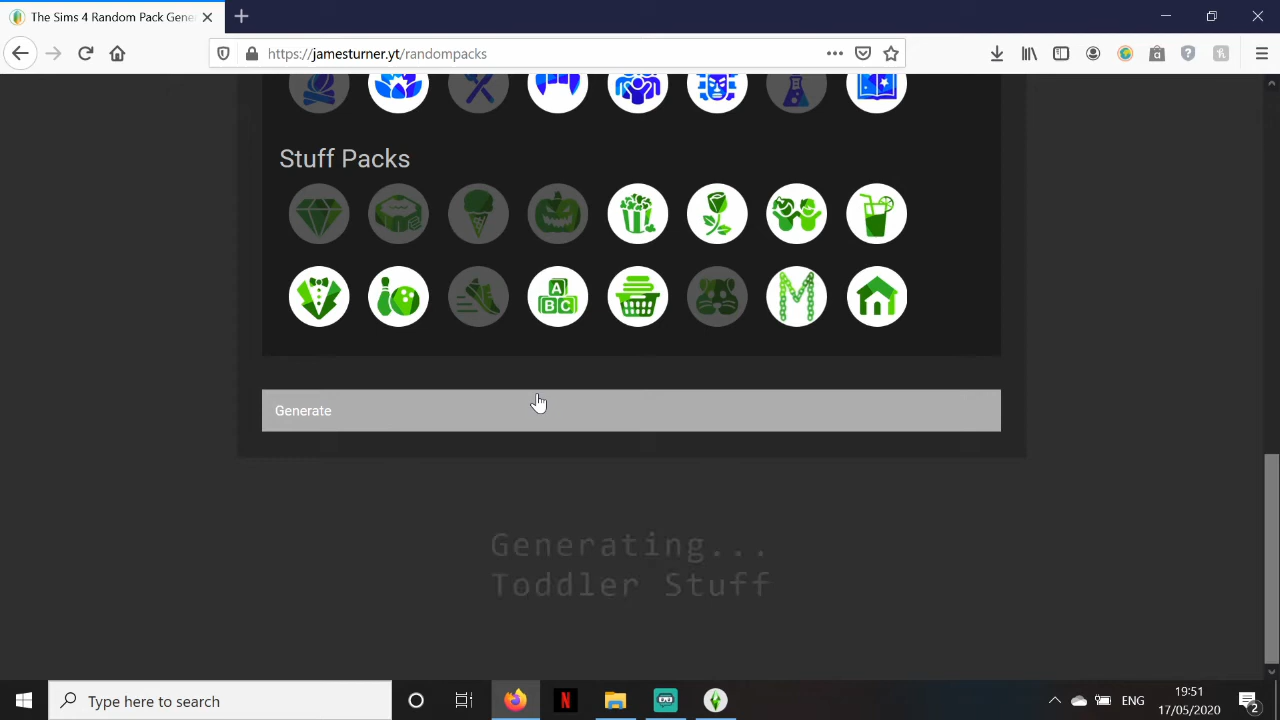 The Sims 4 Random Pack Gene
https://jamesturner.yt/randompacks
Stuff Packs
A
B C
M
Generate
Generating...
Toddler Stuff
Type here to search
N
ENG
19:51
17/05/2020
2